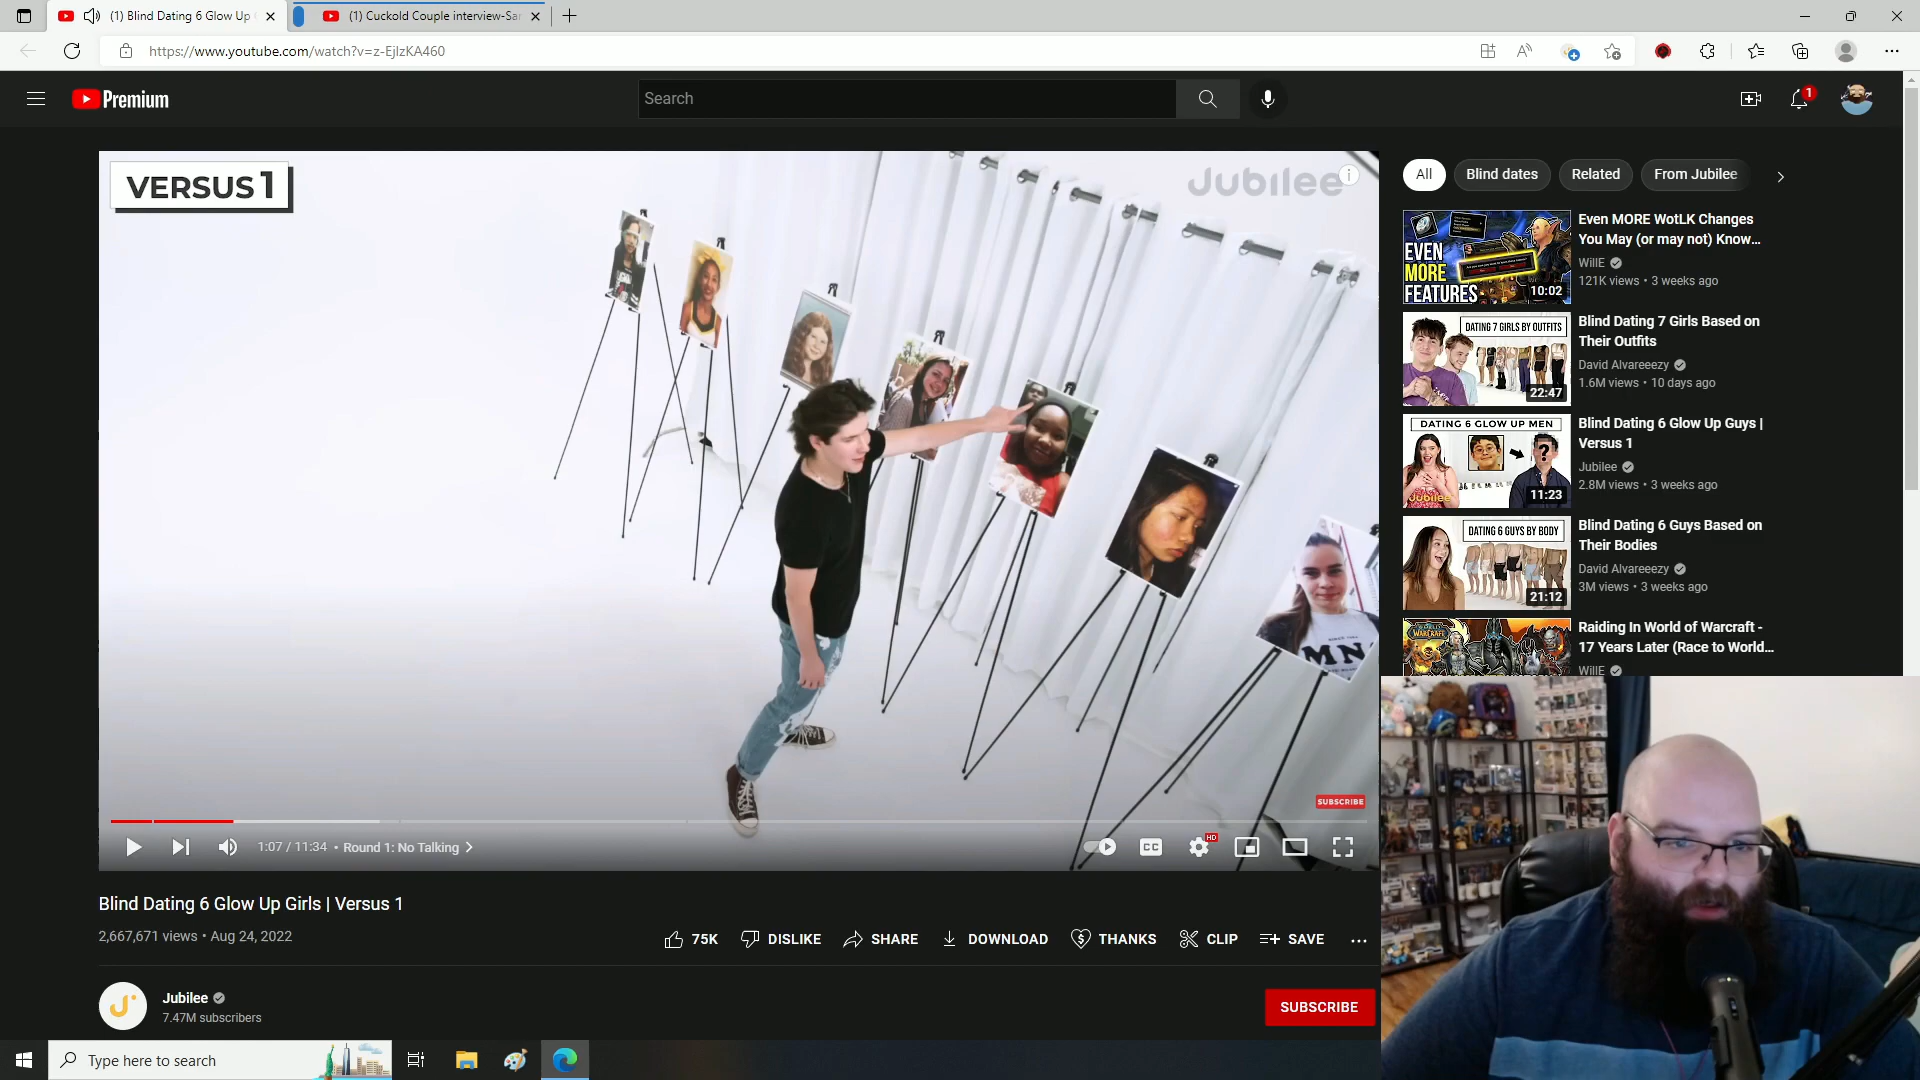 (1) Blind Dating 6 Glow Up
(1) Cuckold Couple interview-Sar
https://www.youtube.com/watch?v=z-EjIzKA460
Premium
Search
1
VERSUS 1
Jubilee
SUBSCRIBE
1:07 / 11:34 • Round 1: No Talking
CC
HD
Blind Dating 6 Glow Up Girls | Versus 1
2,667,671 views • Aug 24, 2022
75K
DISLIKE
SHARE
DOWNLOAD
THANKS
CLIP
SAVE
Jubilee
7.47M subscribers
SUBSCRIBE
All
Blind dates
Related
From Jubilee
EVEN
MORE
FEATURES
10:02
Even MORE WotLK Changes
You May (or may not) Know...
WillE
121K views • 3 weeks ago
DATING 7 GIRLS BY OUTFITS
22:47
Blind Dating 7 Girls Based on
Their Outfits
David Alvareeezy
1.6M views • 10 days ago
DATING 6 GLOW UP MEN
?
Jubilee
11:23
Blind Dating 6 Glow Up Guys |
Versus 1
Jubilee
2.8M views • 3 weeks ago
DATING 6 GUYS BY BODY
21:12
Blind Dating 6 Guys Based on
Their Bodies
David Alvareeezy
3M views • 3 weeks ago
WARCRAFT
Raiding In World of Warcraft -
17 Years Later (Race to World...
WillE
Type here to search